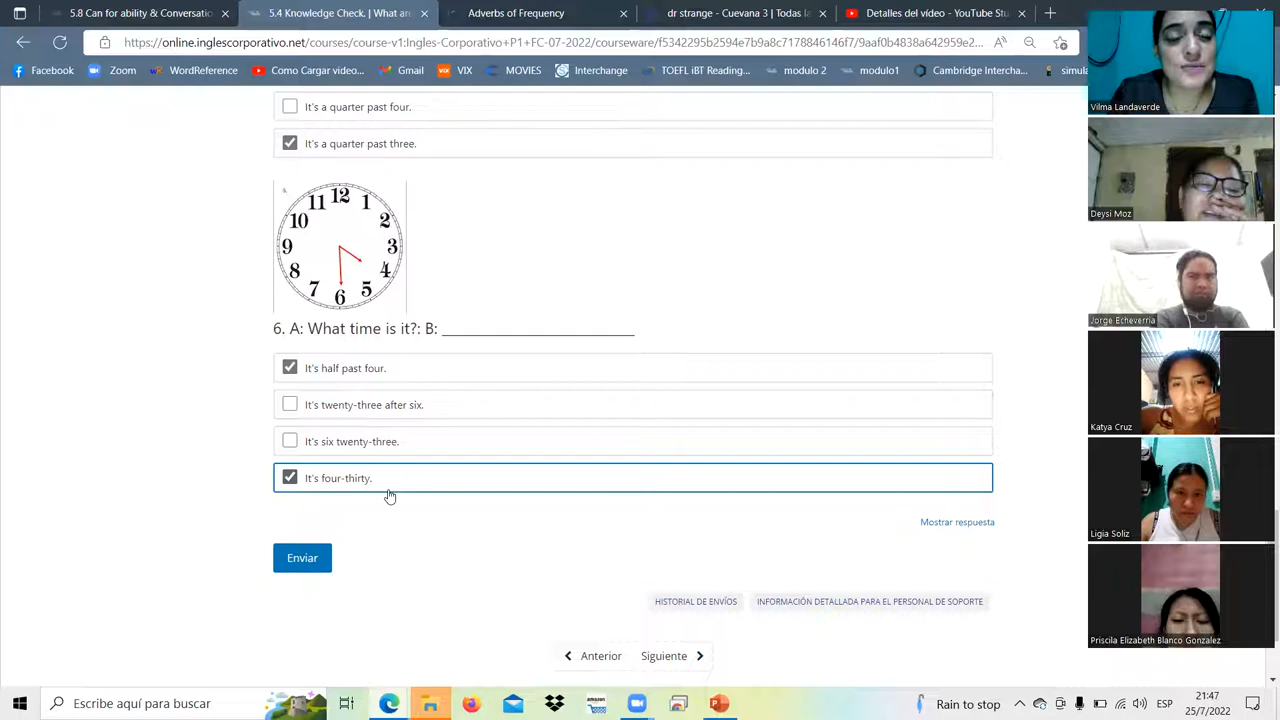 5.8 Can for ability & Conversatio
5.4 Knowledge Check. | What are
Adverbs of Frequency
dr strange - Cuevana 3 | Todas l
Detalles del vídeo - YouTube St
https://online.inglescorporativo.net/courses/course-v1:Ingles-Corporativo+P1+FC-07-2022/courseware/f5342295b2594e7b9a8c7178846146f7/9aaf0b4838a642959e2...
Facebook
Zoom
WordReference
Como Cargar video...
Gmail
VIX
MOVIES
Interchange
TOEFL iBT Reading...
modulo 2
modulo1
Cambridge Intercha...
simula
It's a quarter past four.
It's a quarter past three.
12
11 1
10 2
9 3
8 4
7 5
6
6. A: What time is it?: B: ____________________
It's half past four.
It's twenty-three after six.
It's six twenty-three.
It's four-thirty.
Mostrar respuesta
Enviar
HISTORIAL DE ENVÍOS
INFORMACIÓN DETALLADA PARA EL PERSONAL DE SOPORTE
Anterior
Siguiente
Vilma Landaverde
Deysi Moz
Jorge Echeverria
Katya Cruz
Ligia Soliz
Priscila Elizabeth Blanco Gonzalez
Escribe aquí para buscar
Rain to stop
ESP
21:47
25/7/2022